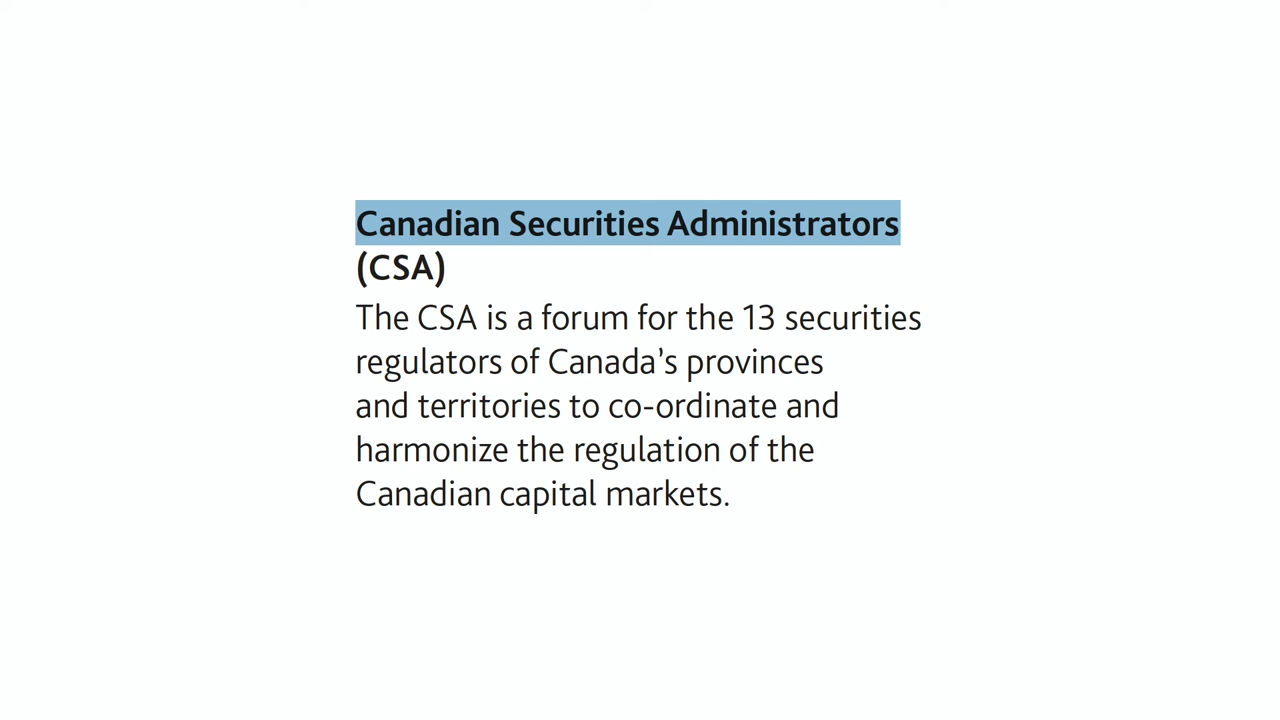 Canadian Securities Administrators
(CSA)
The CSA is a forum for the 13 securities
regulators of Canada’s provinces
and territories to co-ordinate and
harmonize the regulation of the
Canadian capital markets.